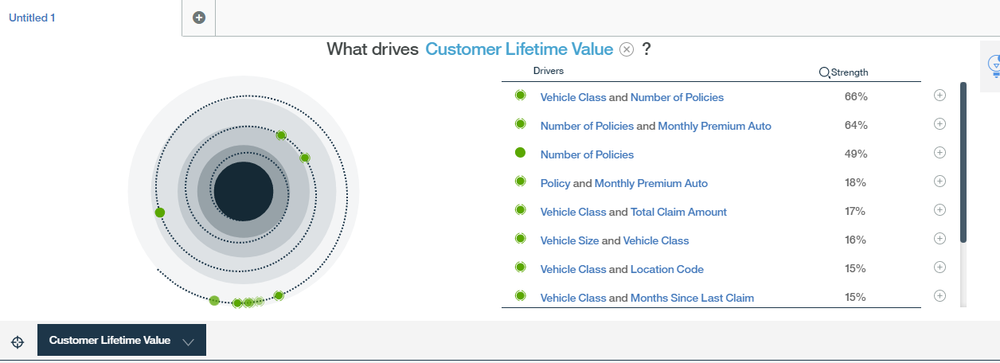 Untitled 1
What drives Customer Lifetime Value ?
Drivers Strength
Vehicle Class and Number of Policies 66%
Number of Policies and Monthly Premium Auto 64%
Number of Policies 49%
Policy and Monthly Premium Auto 18%
Vehicle Class and Total Claim Amount 17%
Vehicle Size and Vehicle Class 16%
Vehicle Class and Location Code 15%
Vehicle Class and Months Since Last Claim 15%
Customer Lifetime Value